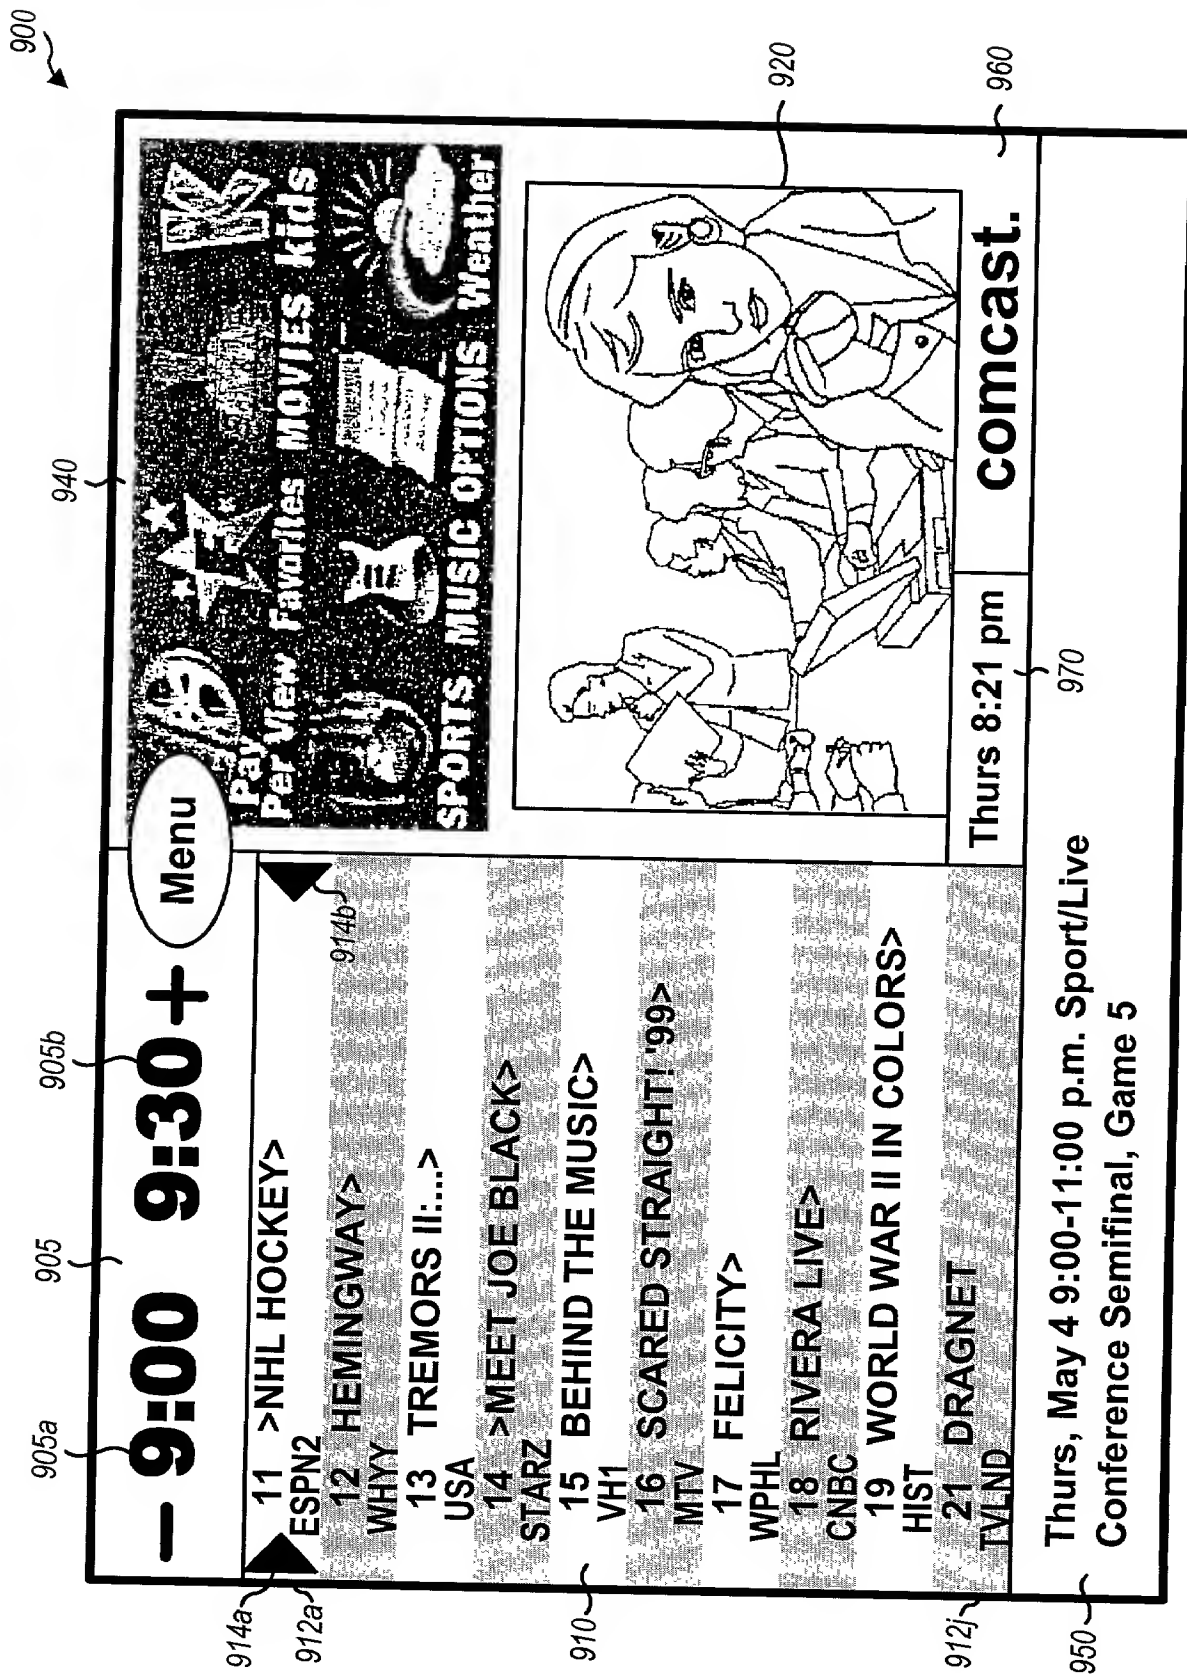 900
940
905a
905
905b
– 9:00 9:30 +
Menu
Pay
Per View Favorites MOVIES kids
SPORTS MUSIC OPTIONS Weather
914a
912a
914b
11 >NHL HOCKEY>
ESPN2
12 HEMINGWAY>
WHYY
13 TREMORS II:...>
USA
14 >MEET JOE BLACK>
STARZ
15 BEHIND THE MUSIC>
VH1
16 SCARED STRAIGHT! '99>
MTV
17 FELICITY>
WPHL
18 RIVERA LIVE>
CNBC
19 WORLD WAR II IN COLORS>
HIST
21 DRAGNET
TVLND
910
912j
920
960
Thurs 8:21 pm
comcast.
970
Thurs, May 4 9:00-11:00 p.m. Sport/Live
Conference Semifinal, Game 5
950